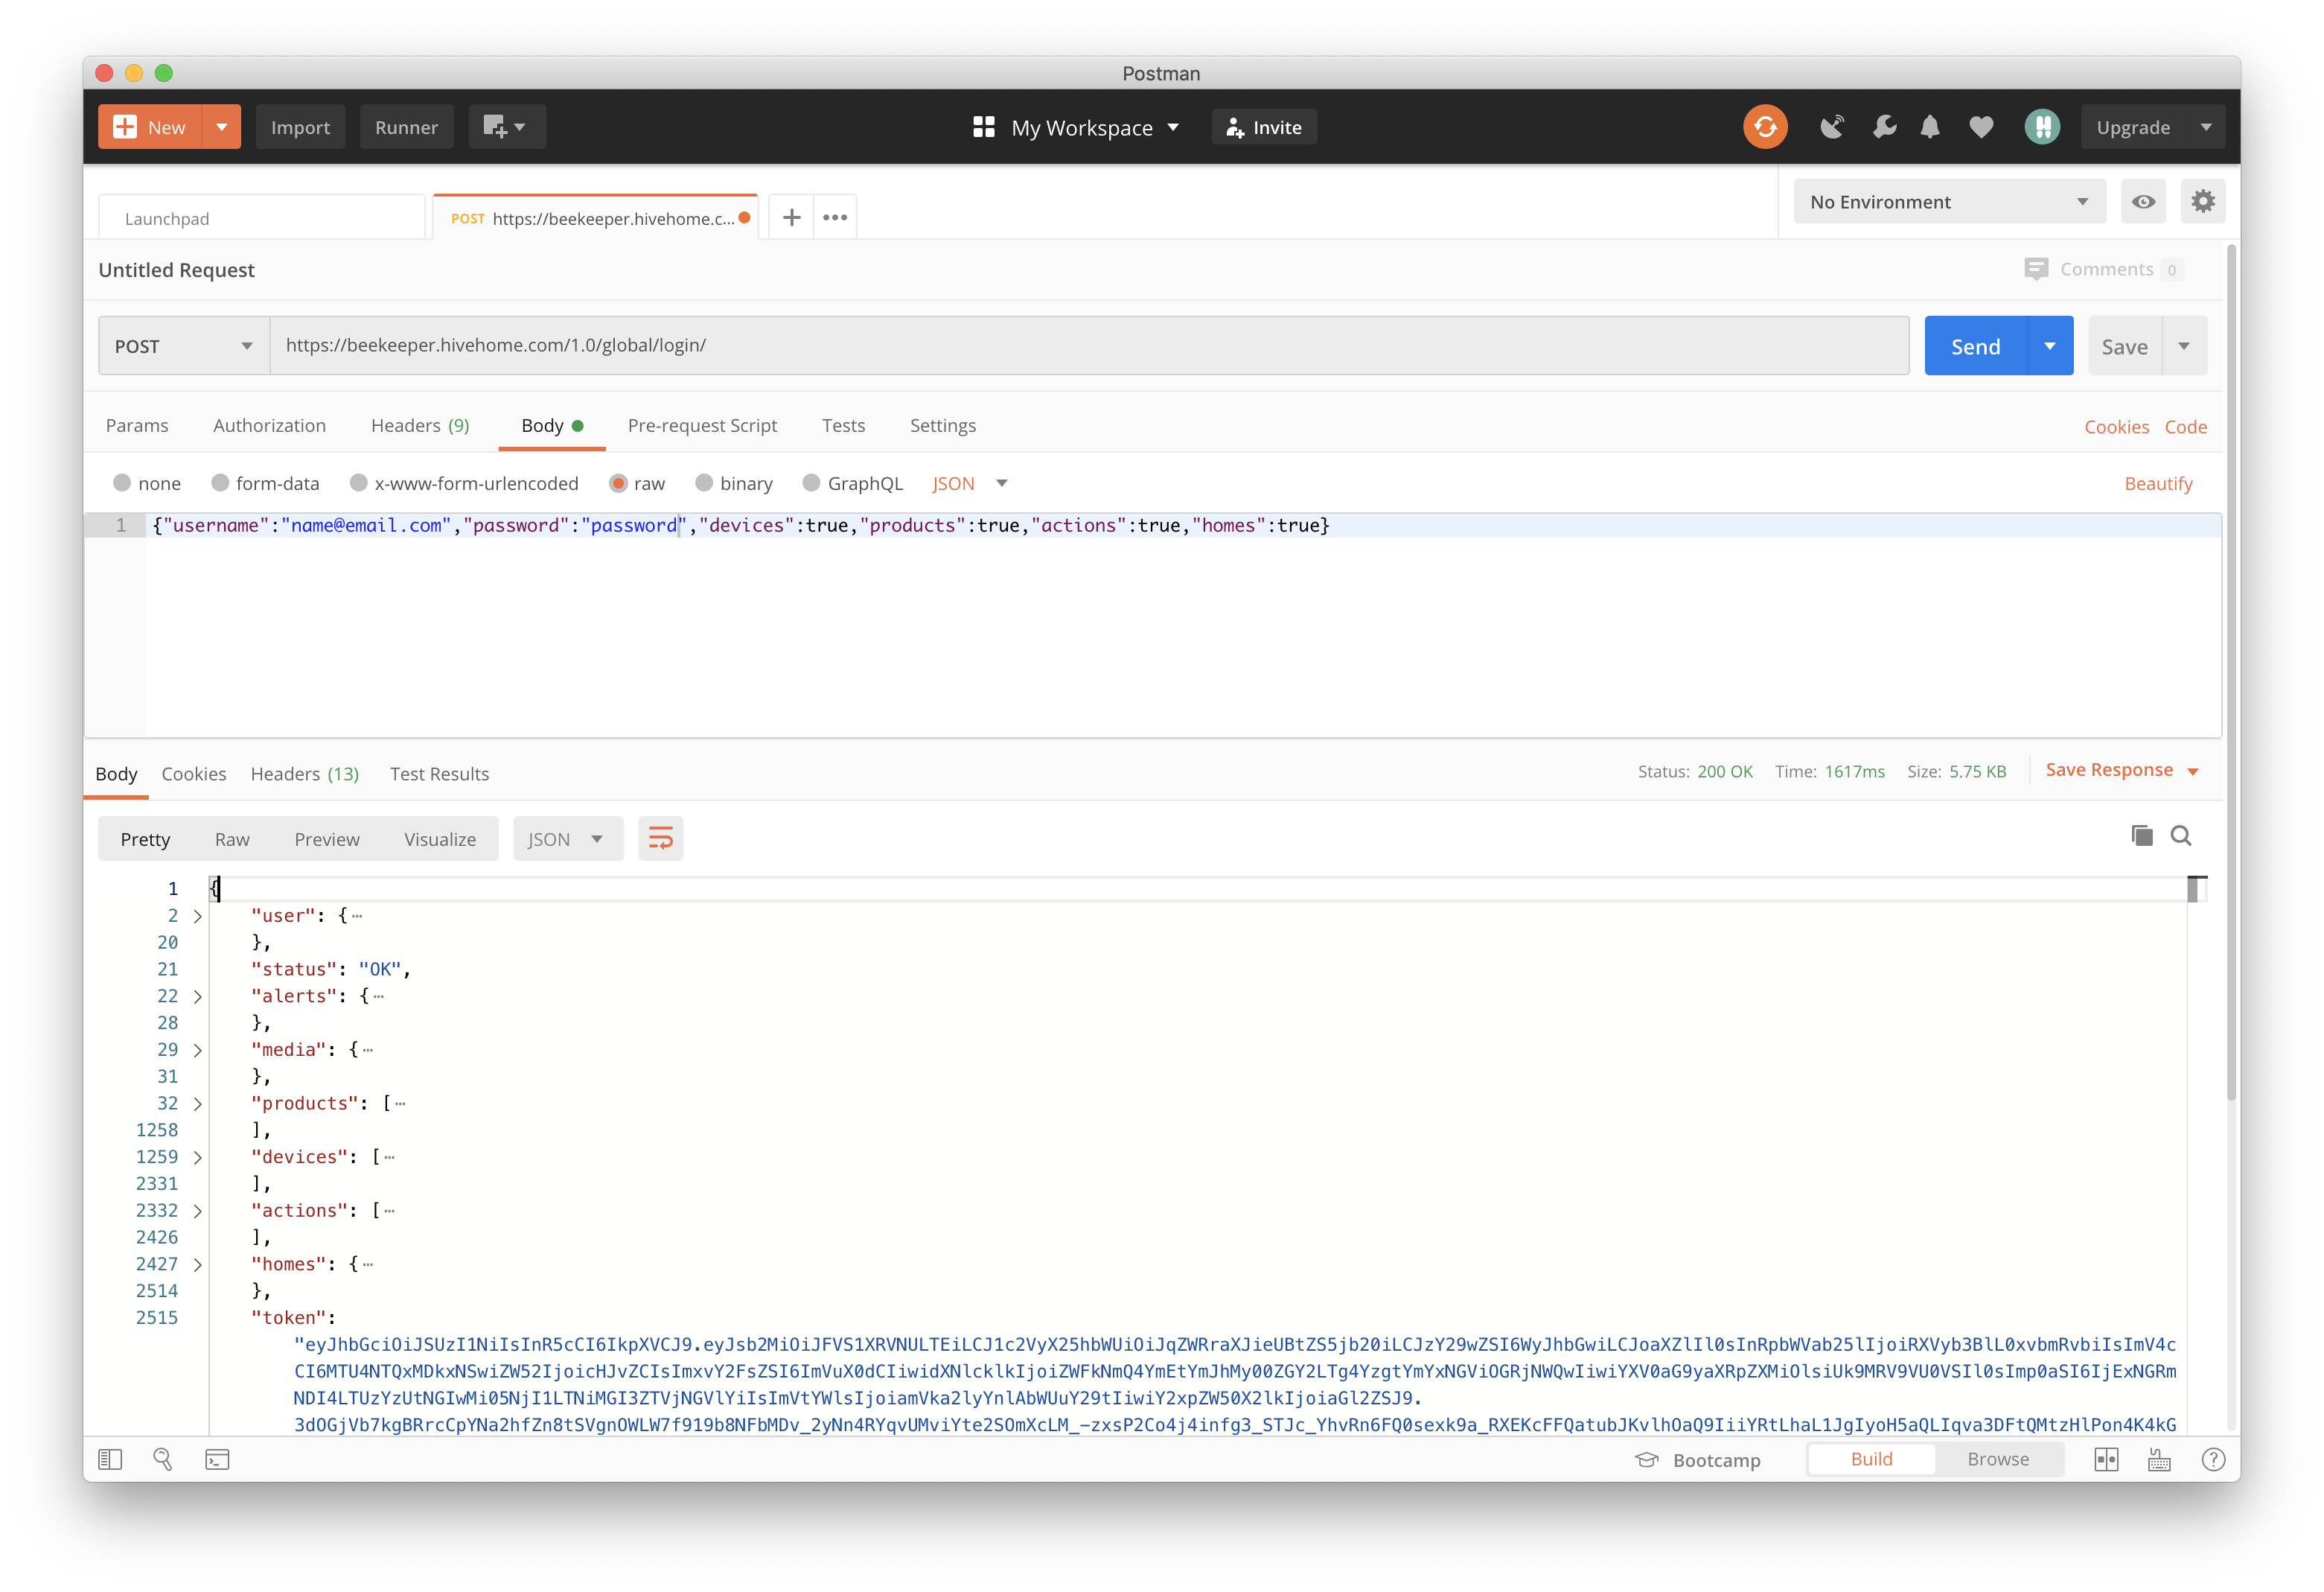 Postman
New Import Runner My Workspace Invite Upgrade
Launchpad POST https://beekeeper.hivehome.c... No Environment
Untitled Request Comments 0
POST https://beekeeper.hivehome.com/1.0/global/login/ Send Save
Params Authorization Headers (9) Body Pre-request Script Tests Settings Cookies Code
none form-data x-www-form-urlencoded raw binary GraphQL JSON Beautify
1 {"username":"name@email.com","password":"password","devices":true,"products":true,"actions":true,"homes":true}
Body Cookies Headers (13) Test Results Status: 200 OK Time: 1617ms Size: 5.75 KB Save Response
Pretty Raw Preview Visualize JSON
1 {
2 "user": {⋯
20 },
21 "status": "OK",
22 "alerts": {⋯
28 },
29 "media": {⋯
31 },
32 "products": [⋯
1258 ],
1259 "devices": [⋯
2331 ],
2332 "actions": [⋯
2426 ],
2427 "homes": {⋯
2514 },
2515 "token":
Bootcamp Build Browse